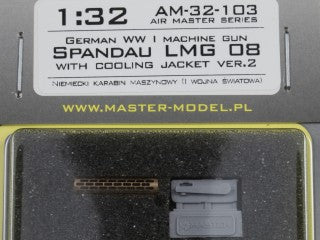 1:32
AM-32-103
AIR MASTER SERIES
GERMAN WW I MACHINE GUN
SPANDAU LMG 08
WITH COOLING JACKET VER.2
NIEMIECKI KARABIN MASZYNOWY (I WOJNA ŚWIATOWA)
WWW.MASTER-MODEL.PL
MASTER